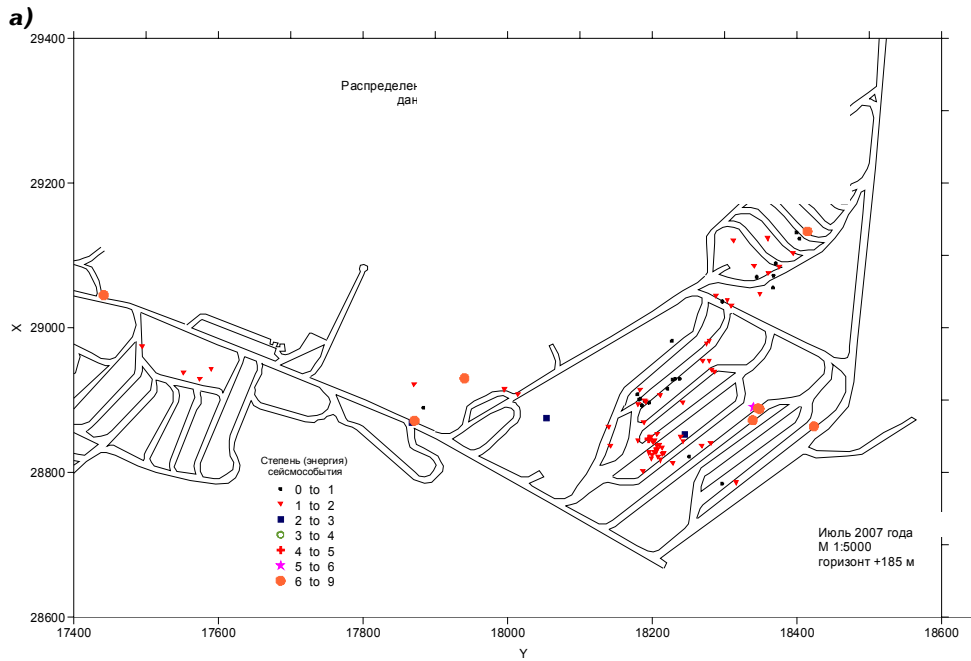 а)
29400
Распределен
дан
29200
X
29000
28800
28600
Степень (энергия)
сейсмособытия
0 to 1
1 to 2
2 to 3
3 to 4
4 to 5
5 to 6
6 to 9
Июль 2007 года
М 1:5000
горизонт +185 м
17400 17600 17800 18000 18200 18400 18600
Y